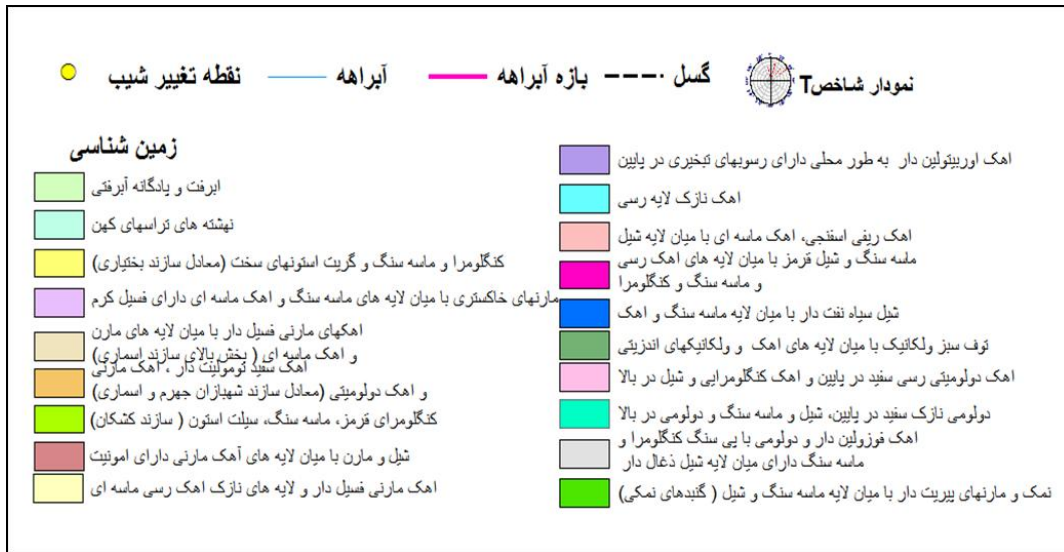 نمودار شاخصT
گسل
بازه آبراهه
آبراهه
نقطه تغییر شیب
اهک اوربیتولین دار به طور محلی دارای رسوبهای تبخیری در پایین
اهک نازک لایه رسی
اهک ریفی اسفنجی، اهک ماسه ای با میان لایه شیل
ماسه سنگ و شیل قرمز با میان لایه های اهک رسی
و ماسه سنگ و کنگلومرا
شیل سیاه نفت دار با میان لایه ماسه سنگ و اهک
توف سبز ولکانیک با میان لایه های اهک و ولکانیکهای اندزیتی
اهک دولومیتی رسی سفید در پایین و اهک کنگلومرایی و شیل در بالا
دولومی نازک سفید در پایین، شیل و ماسه سنگ و دولومی در بالا
اهک فوزولین دار و دولومی با پی سنگ کنگلومرا و
ماسه سنگ دارای میان لایه شیل ذغال دار
نمک و مارنهای پیریت دار با میان لایه ماسه سنگ و شیل ( گنبدهای نمکی)
زمین شناسی
ابرفت و پادگانه آبرفتی
نهشته های تراسهای کهن
کنگلومرا و ماسه سنگ و گریت استونهای سخت (معادل سازند بختیاری)
مارنهای خاکستری با میان لایه های ماسه سنگ و اهک ماسه ای دارای فسیل کرم
اهکهای مارنی فسیل دار با میان لایه های مارن
و اهک ماسه ای ( بخش بالای سازند اسماری)
اهک سفید نومولیت دار ، اهک مارنی
و اهک دولومیتی (معادل سازند شهبازان جهرم و اسماری)
کنگلومرای قرمز، ماسه سنگ، سیلت استون ( سازند کشکان)
شیل و مارن با میان لایه های آهک مارنی دارای امونیت
اهک مارنی فسیل دار و لایه های نازک اهک رسی ماسه ای